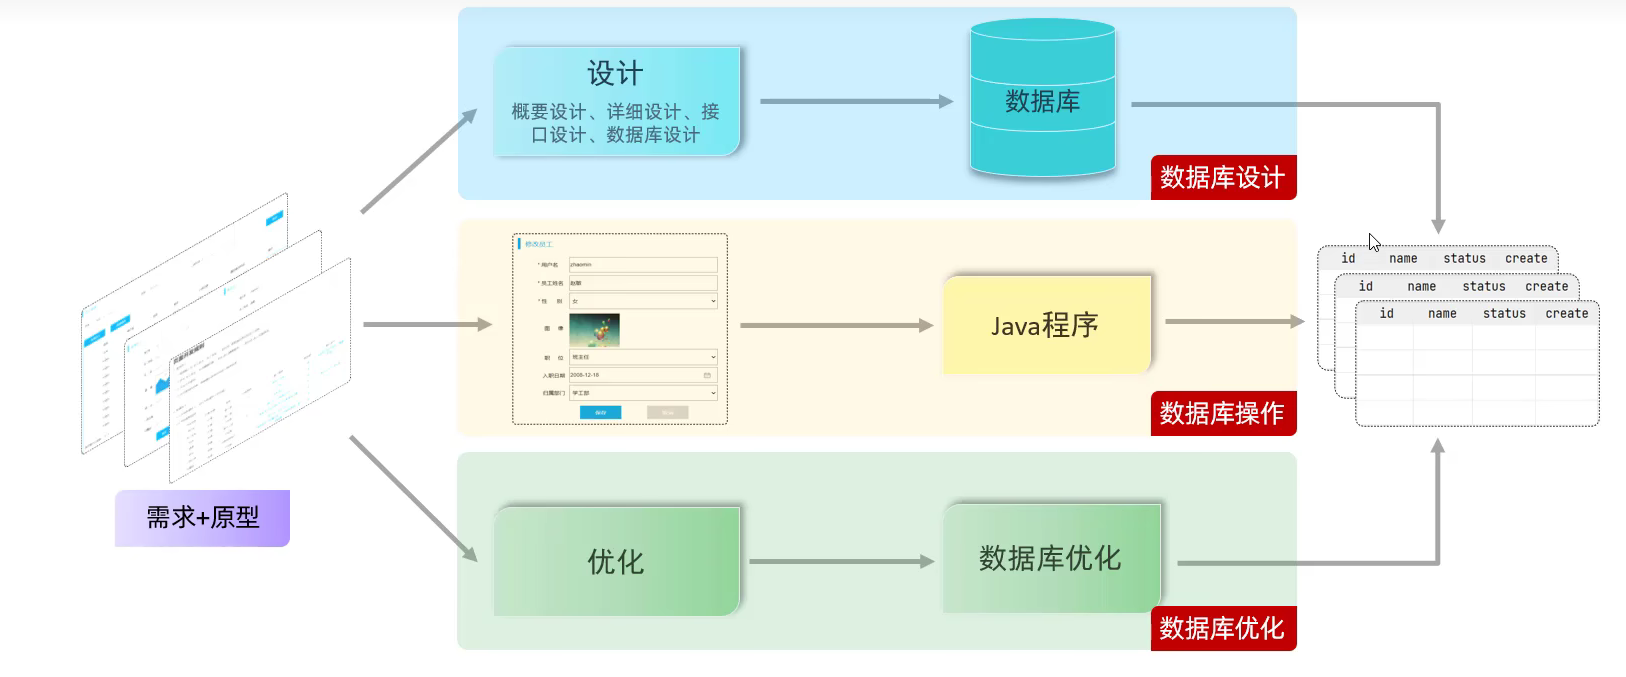 设计
概要设计、详细设计、接
口设计、数据库设计
数据库
数据库设计
需求+原型
修改员工
* 用户名 zhaomin
* 员工姓名 赵敏
* 性 别 女
图 像
职 位 班主任
入职日期 2008-12-18
归属部门 学工部
保存
Java程序
数据库操作
id name status create
id name status create
id name status create
优化
数据库优化
数据库优化